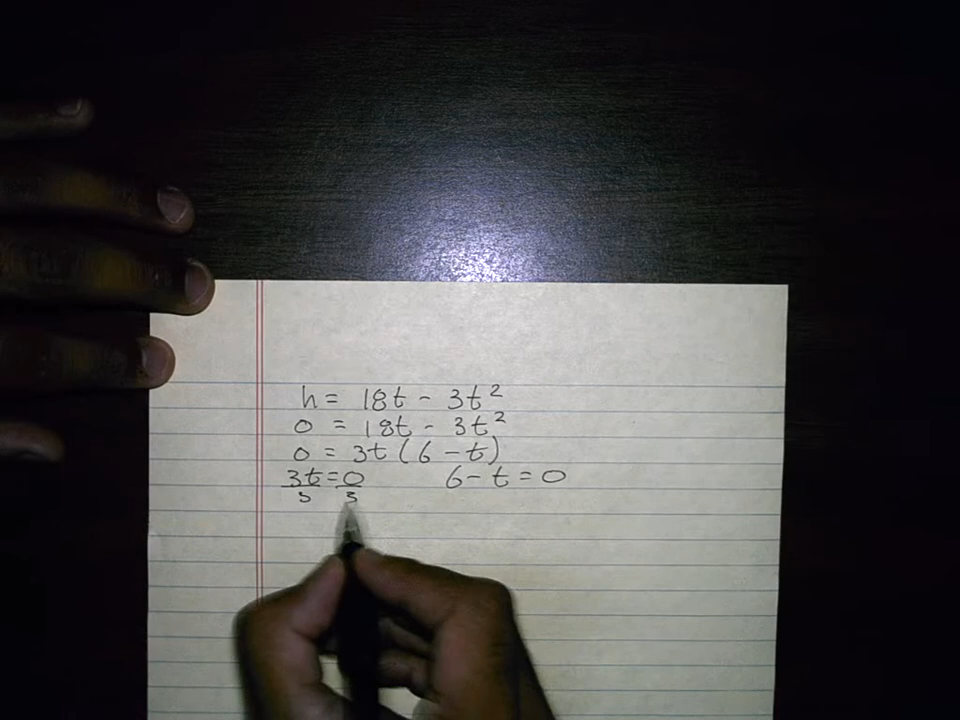 h = 18t - 3t²
0 = 18t - 3t²
0 = 3t(6 - t)
3t = 0 6 - t = 0
3 3